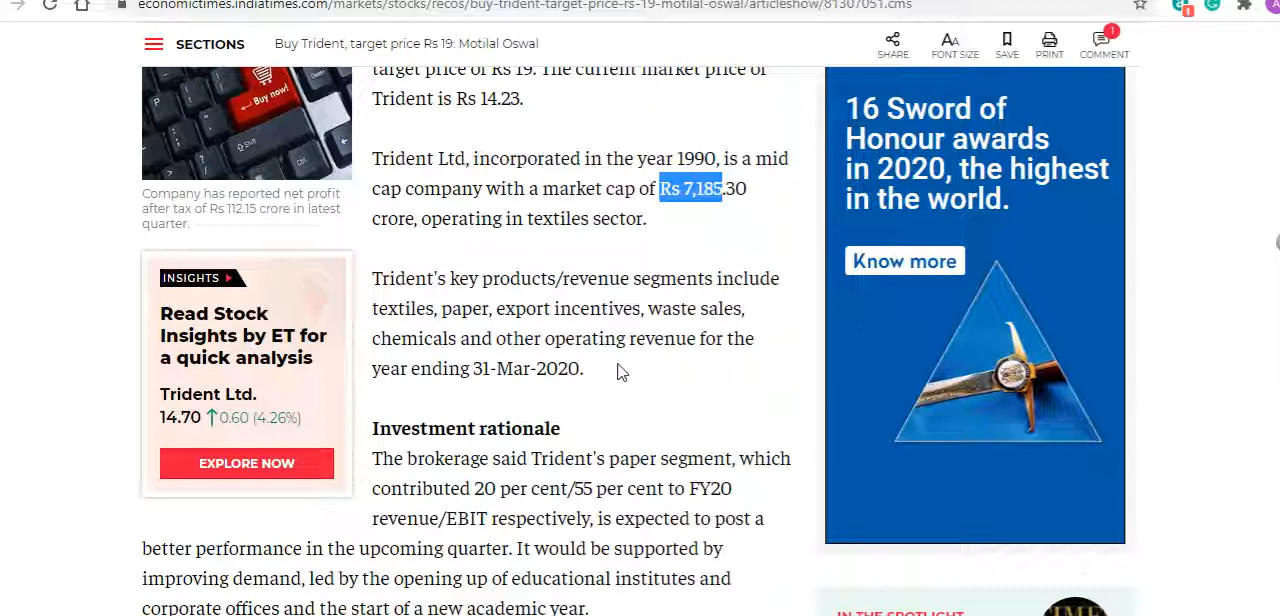 economictimes.indiatimes.com/markets/stocks/recos/buy-trident-target-price-rs-19-motilal-oswal/articleshow/81307051.cms
1
SECTIONS
Buy Trident, target price Rs 19: Motilal Oswal
SHARE
AA
FONT SIZE
SAVE
PRINT
1
COMMENT
Buy now!
Company has reported net profit
after tax of Rs 112.15 crore in latest
quarter.
INSIGHTS
Read Stock
Insights by ET for
a quick analysis
Trident Ltd.
14.70 ↑0.60 (4.26%)
EXPLORE NOW
target price of Rs 19. The current market price of
Trident is Rs 14.23.
Trident Ltd, incorporated in the year 1990, is a mid
cap company with a market cap of Rs 7,185.30
crore, operating in textiles sector.
Trident's key products/revenue segments include
textiles, paper, export incentives, waste sales,
chemicals and other operating revenue for the
year ending 31-Mar-2020.
Investment rationale
The brokerage said Trident's paper segment, which
contributed 20 per cent/55 per cent to FY20
revenue/EBIT respectively, is expected to post a
better performance in the upcoming quarter. It would be supported by
improving demand, led by the opening up of educational institutes and
corporate offices and the start of a new academic year.
16 Sword of
Honour awards
in 2020, the highest
in the world.
Know more
IN THE SPOTLIGHT